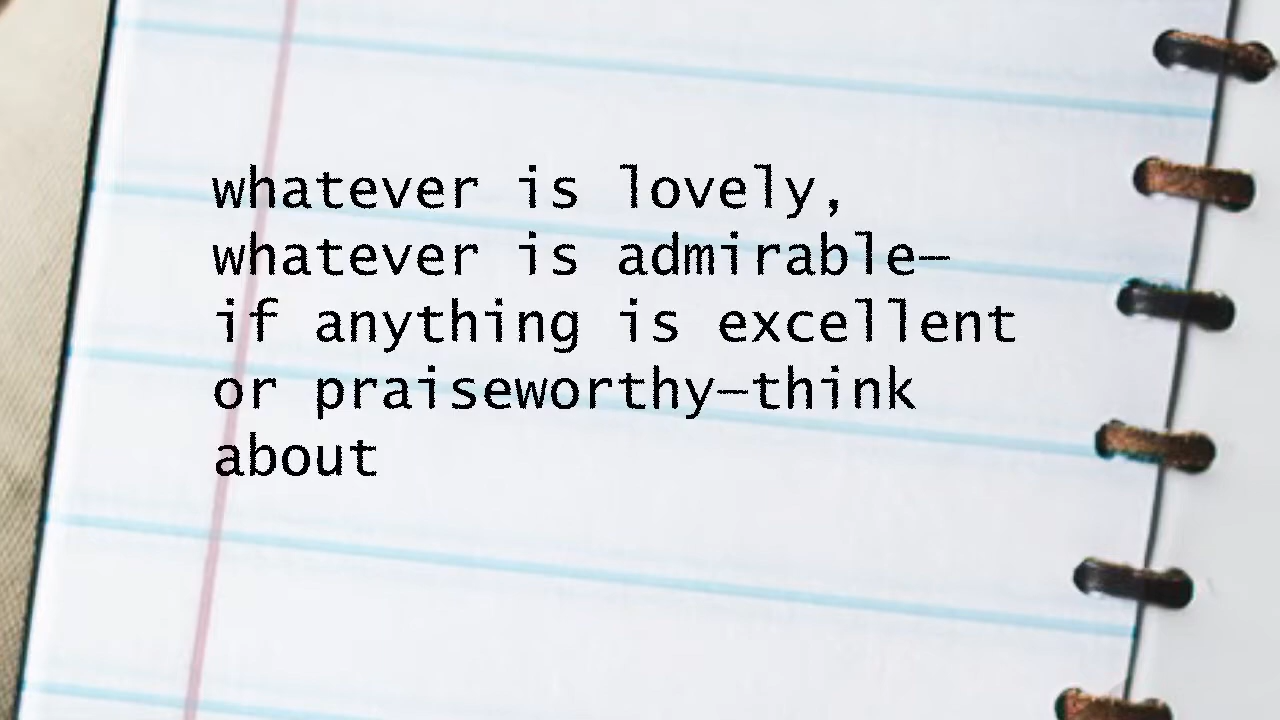 whatever is lovely,
whatever is admirable—
if anything is excellent
or praiseworthy—think
about